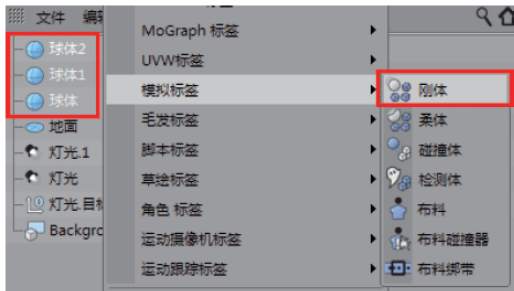 文件
球体2
球体1
球体
地面
灯光.1
灯光
灯光.目标
Backgro
MoGraph 标签
UVW标签
模拟标签
毛发标签
脚本标签
草绘标签
角色 标签
运动摄像机标签
运动跟踪标签
刚体
柔体
碰撞体
检测体
布料
布料碰撞器
布料绑带